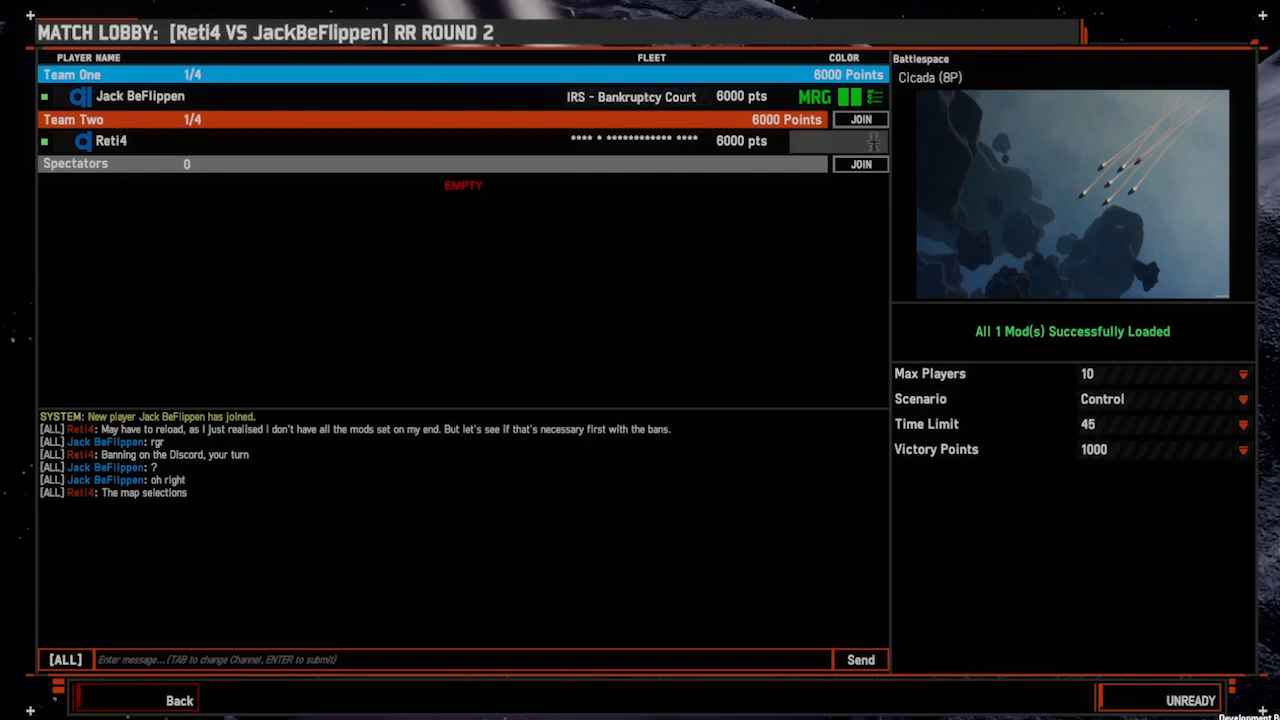 MATCH LOBBY: [Reti4 VS JackBeFlippen] RR ROUND 2
PLAYER NAME FLEET COLOR
Team One 1/4 6000 Points
Jack BeFlippen IRS - Bankruptcy Court 6000 pts MRG
Team Two 1/4 6000 Points JOIN
Reti4 **** * ************ **** 6000 pts
Spectators 0 JOIN
EMPTY
SYSTEM: New player Jack BeFlippen has joined.
[ALL] Reti4: May have to reload, as I just realised I don't have all the mods set on my end. But let's see if that's necessary first with the bans.
[ALL] Jack BeFlippen: rgr
[ALL] Reti4: Banning on the Discord, your turn
[ALL] Jack BeFlippen: ?
[ALL] Jack BeFlippen: oh right
[ALL] Reti4: The map selections
[ALL] Enter message... (TAB to change Channel, ENTER to submit) Send
Battlespace
Cicada (8P)
All 1 Mod(s) Successfully Loaded
Max Players 10
Scenario Control
Time Limit 45
Victory Points 1000
Back UNREADY
Development